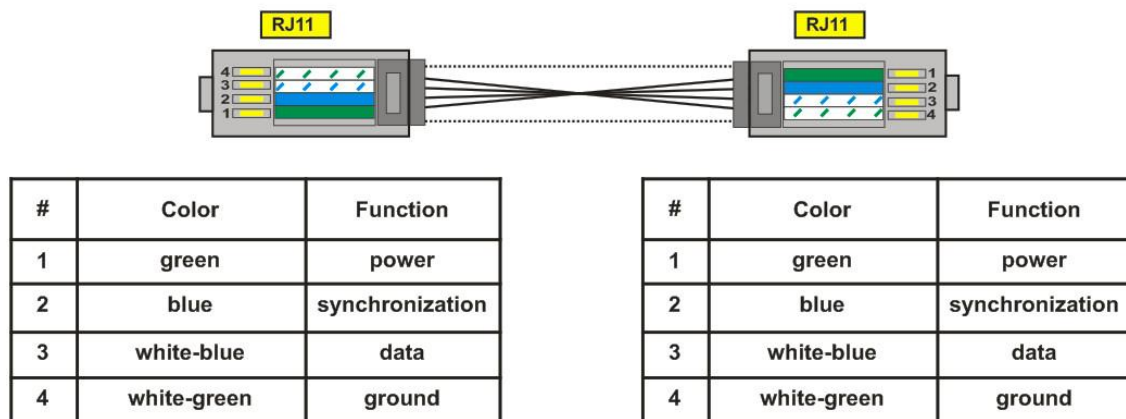 RJ11 RJ11
4 1
3 2
2 3
1 4
# Color Function # Color Function
1 green power 1 green power
2 blue synchronization 2 blue synchronization
3 white-blue data 3 white-blue data
4 white-green ground 4 white-green ground